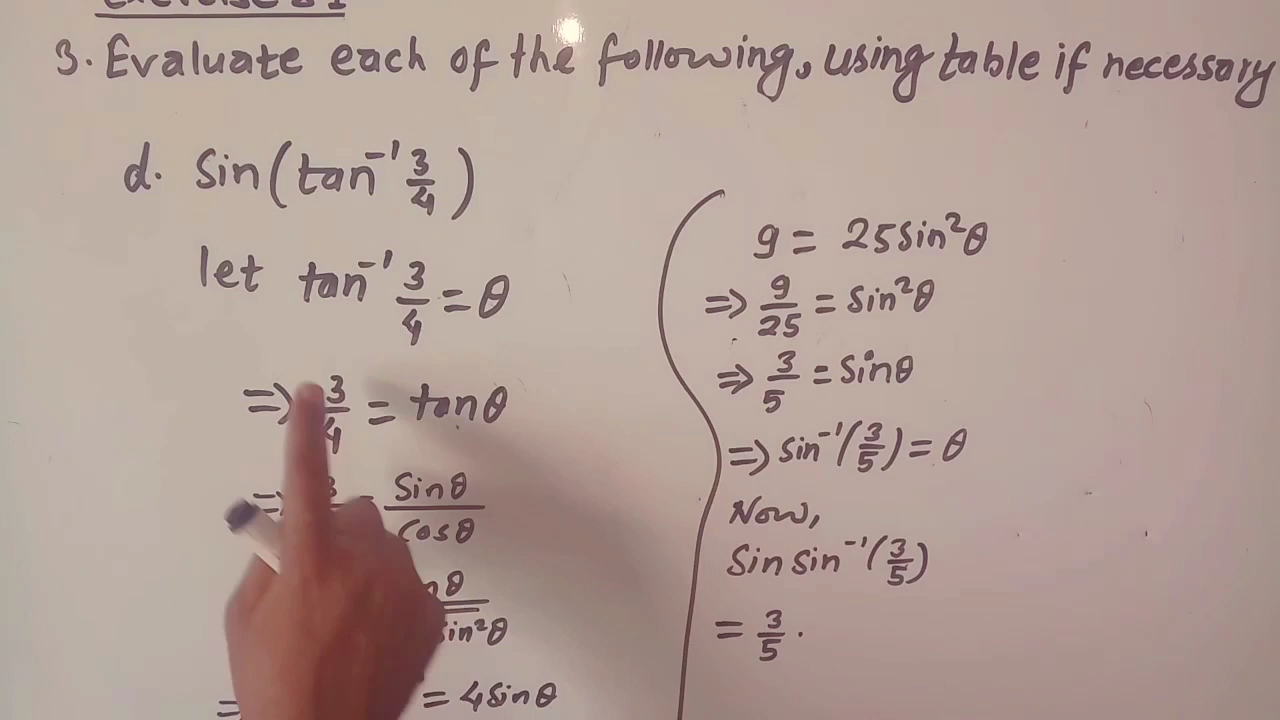 3. Evaluate each of the following, using table if necessary
d. Sin(tan⁻¹ 3/4)
let tan⁻¹ 3/4 = θ
=> 3/4 = tanθ
=> = Sinθ/cosθ
θ
sin²θ
= 4sinθ
9 = 25sin²θ
=> 9/25 = sin²θ
=> 3/5 = sinθ
=> sin⁻¹(3/5) = θ
Now,
Sin sin⁻¹(3/5)
= 3/5.